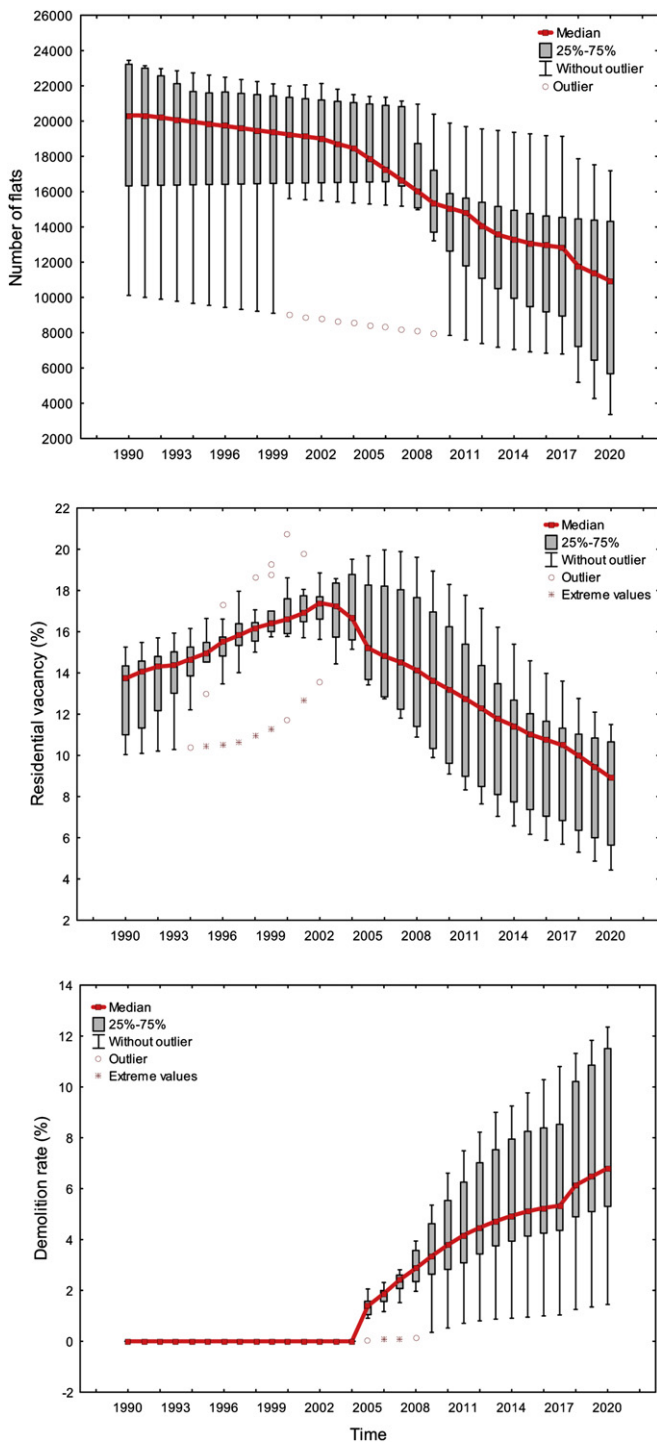 26000
24000
22000
20000
18000
16000
14000
12000
10000
8000
6000
4000
2000
Number of flats
Median
25%-75%
Without outlier
Outlier
1990 1993 1996 1999 2002 2005 2008 2011 2014 2017 2020
22
20
18
16
14
12
10
8
6
4
2
Residential vacancy (%)
Median
25%-75%
Without outlier
Outlier
Extreme values
1990 1993 1996 1999 2002 2005 2008 2011 2014 2017 2020
14
12
10
8
6
4
2
0
-2
Demolition rate (%)
Median
25%-75%
Without outlier
Outlier
Extreme values
1990 1993 1996 1999 2002 2005 2008 2011 2014 2017 2020
Time